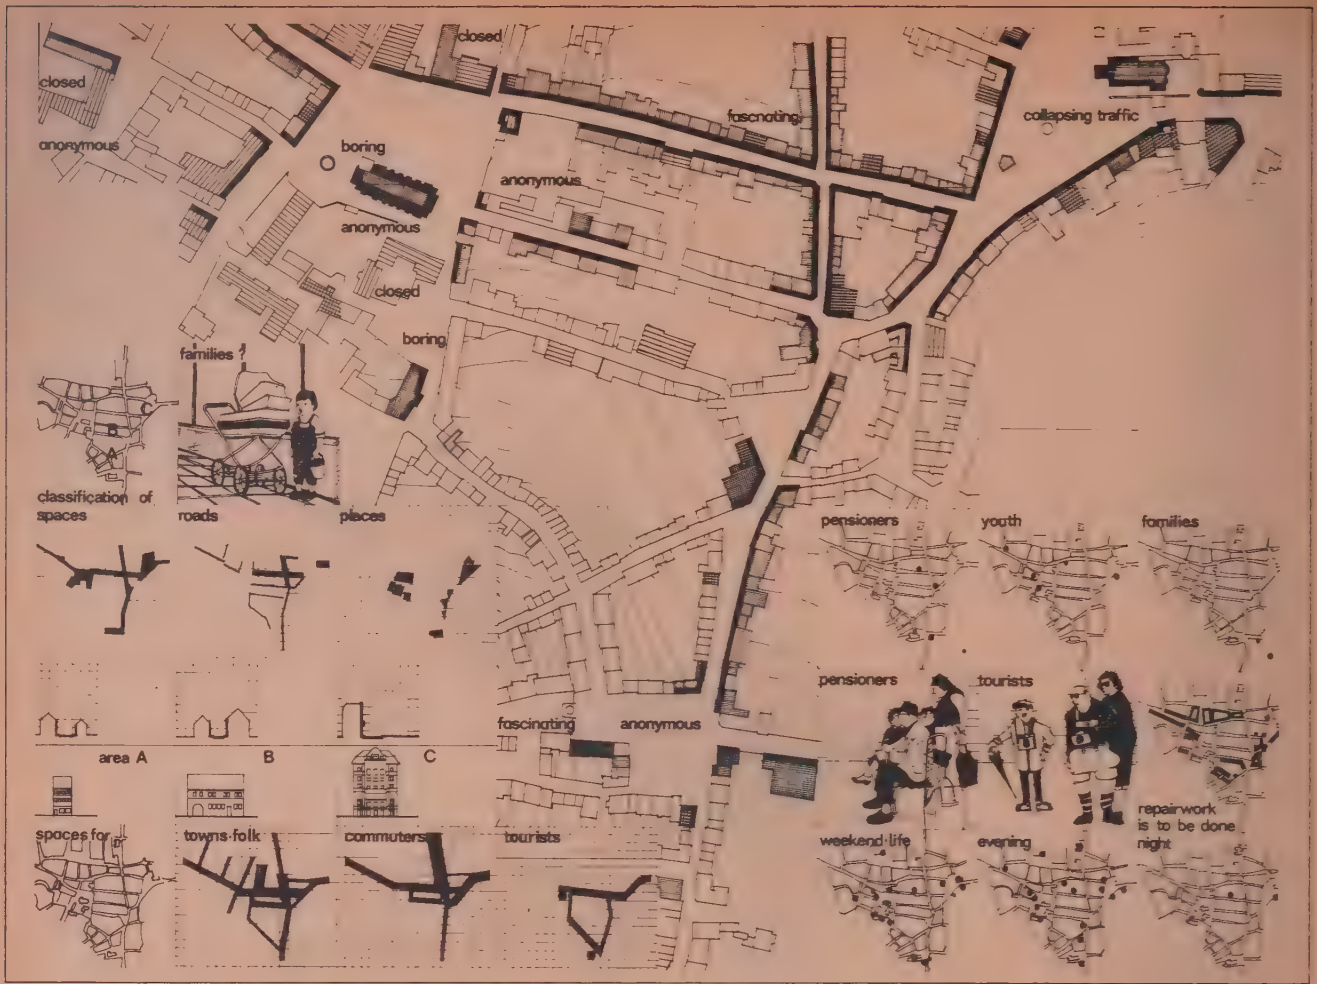 closed
closed
fascnating
collapsing traffic
anonymous
boring
anonymous
anonymous
closed
boring
families ?
C
B
A
classification of
spaces
roads
places
pensioners
youth
families
pensioners
tourists
fascinating
anonymous
area A
B
C
repairwork
is to be done
night
spaces for
towns·folk
commuters
tourists
weekend·life
evening